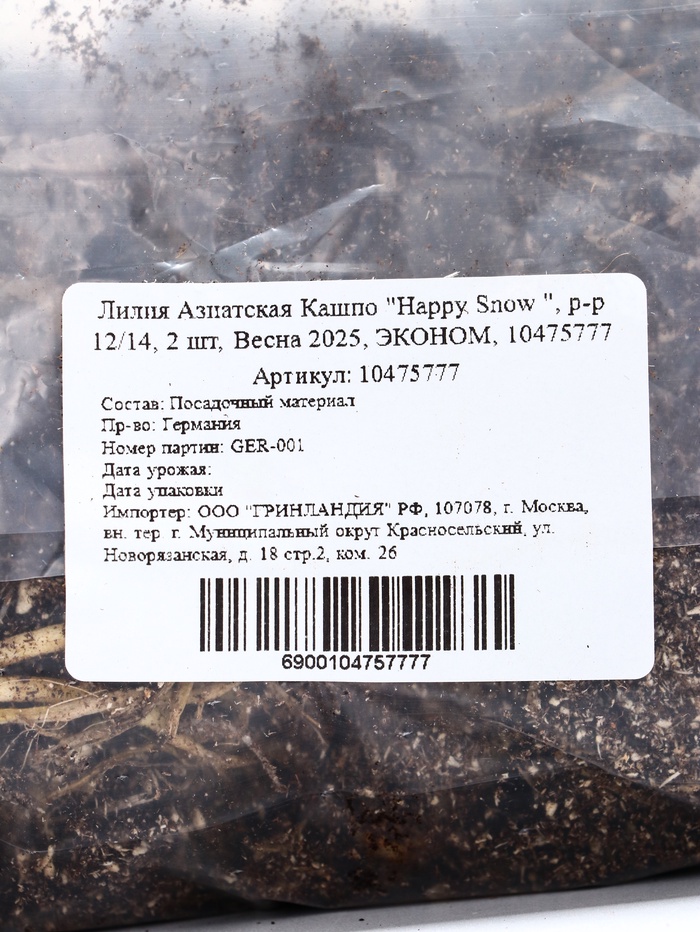 Лилия Азиатская Кашпо "Happy Snow ", р-р
12/14, 2 шт, Весна 2025, ЭКОНОМ, 10475777
Артикул: 10475777
Состав: Посадочный материал
Пр-во: Германия
Номер партии: GER-001
Дата урожая:
Дата упаковки
Импортер: ООО "ГРИНЛАНДИЯ" РФ, 107078, г. Москва,
вн. тер. г. Муниципальный округ Красносельский, ул.
Новорязанская, д. 18 стр.2, ком. 26
6900104757777